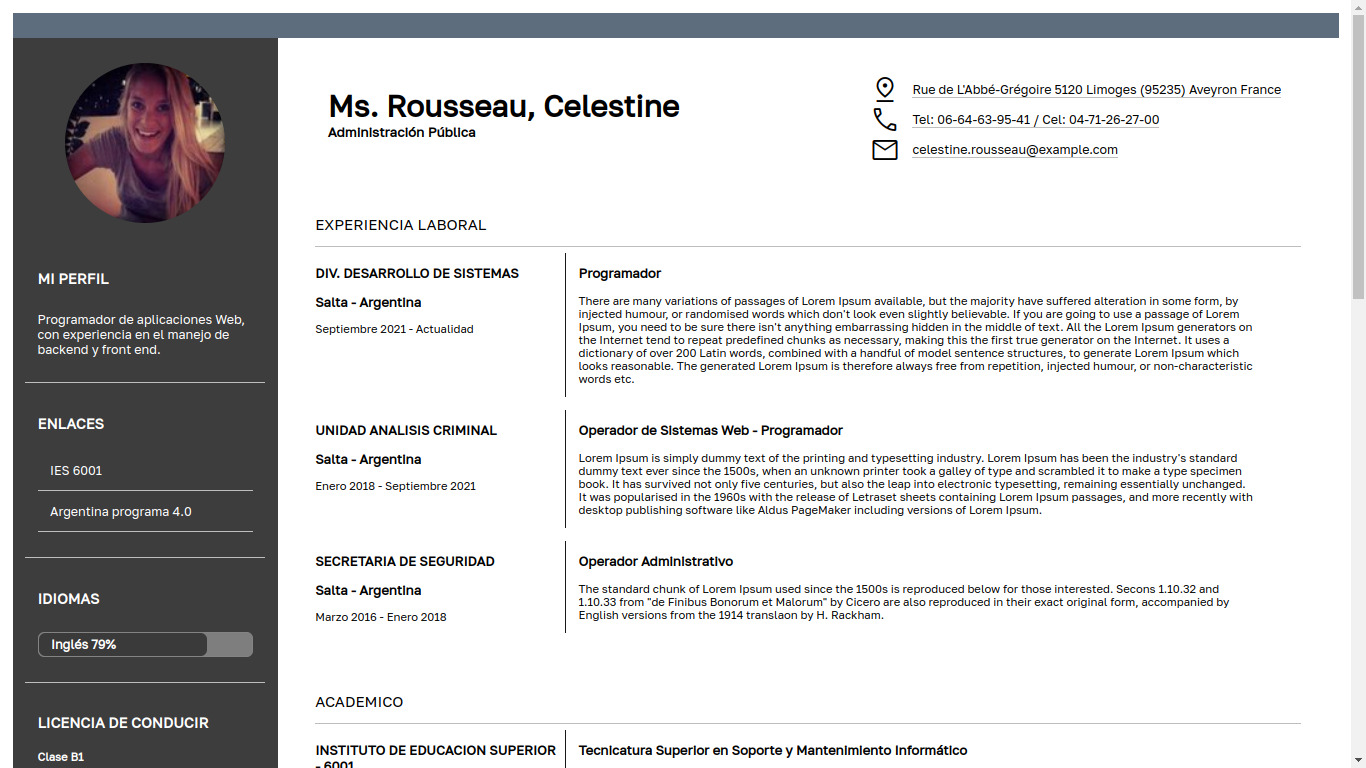 Ms. Rousseau, Celestine
Administración Pública
Rue de L'Abbé-Grégoire 5120 Limoges (95235) Aveyron France
Tel: 06-64-63-95-41 / Cel: 04-71-26-27-00
celestine.rousseau@example.com
MI PERFIL
Programador de aplicaciones Web,
con experiencia en el manejo de
backend y front end.
ENLACES
IES 6001
Argentina programa 4.0
IDIOMAS
Inglés 79%
LICENCIA DE CONDUCIR
Clase B1
EXPERIENCIA LABORAL
DIV. DESARROLLO DE SISTEMAS
Salta - Argentina
Septiembre 2021 - Actualidad
Programador
There are many variations of passages of Lorem Ipsum available, but the majority have suffered alteration in some form, by
injected humour, or randomised words which don't look even slightly believable. If you are going to use a passage of Lorem
Ipsum, you need to be sure there isn't anything embarrassing hidden in the middle of text. All the Lorem Ipsum generators on
the Internet tend to repeat predefined chunks as necessary, making this the first true generator on the Internet. It uses a
dictionary of over 200 Latin words, combined with a handful of model sentence structures, to generate Lorem Ipsum which
looks reasonable. The generated Lorem Ipsum is therefore always free from repetition, injected humour, or non-characteristic
words etc.
UNIDAD ANALISIS CRIMINAL
Salta - Argentina
Enero 2018 - Septiembre 2021
Operador de Sistemas Web - Programador
Lorem Ipsum is simply dummy text of the printing and typesetting industry. Lorem Ipsum has been the industry's standard
dummy text ever since the 1500s, when an unknown printer took a galley of type and scrambled it to make a type specimen
book. It has survived not only five centuries, but also the leap into electronic typesetting, remaining essentially unchanged.
It was popularised in the 1960s with the release of Letraset sheets containing Lorem Ipsum passages, and more recently with
desktop publishing software like Aldus PageMaker including versions of Lorem Ipsum.
SECRETARIA DE SEGURIDAD
Salta - Argentina
Marzo 2016 - Enero 2018
Operador Administrativo
The standard chunk of Lorem Ipsum used since the 1500s is reproduced below for those interested. Secons 1.10.32 and
1.10.33 from "de Finibus Bonorum et Malorum" by Cicero are also reproduced in their exact original form, accompanied by
English versions from the 1914 translaon by H. Rackham.
ACADEMICO
INSTITUTO DE EDUCACION SUPERIOR
- 6001
Tecnicatura Superior en Soporte y Mantenimiento Informático